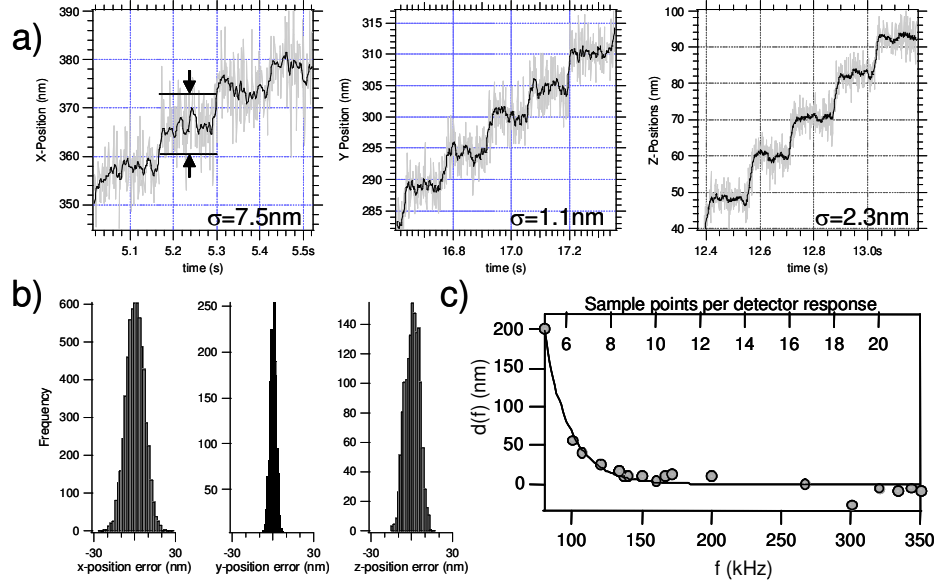 a)
390
380
370
360
350
X-Position (nm)
σ=7.5nm
5.1 5.2 5.3 5.4 5.5s
time (s)
315
310
305
300
295
290
285
Y Position (nm)
σ=1.1nm
16.8 17.0 17.2
time (s)
100
90
80
70
60
50
40
Z-Positions (nm)
σ=2.3nm
12.4 12.6 12.8 13.0s
time (s)
b)
600
500
400
300
200
100
0
Frequency
-30 30
x-position error (nm)
250
200
150
100
50
-30 30
y-position error (nm)
140
120
100
80
60
40
20
0
-30 30
z-position error (nm)
c)
Sample points per detector response
6 8 10 12 14 16 18 20
200
150
100
50
0
d(f) (nm)
100 150 200 250 300 350
f (kHz)